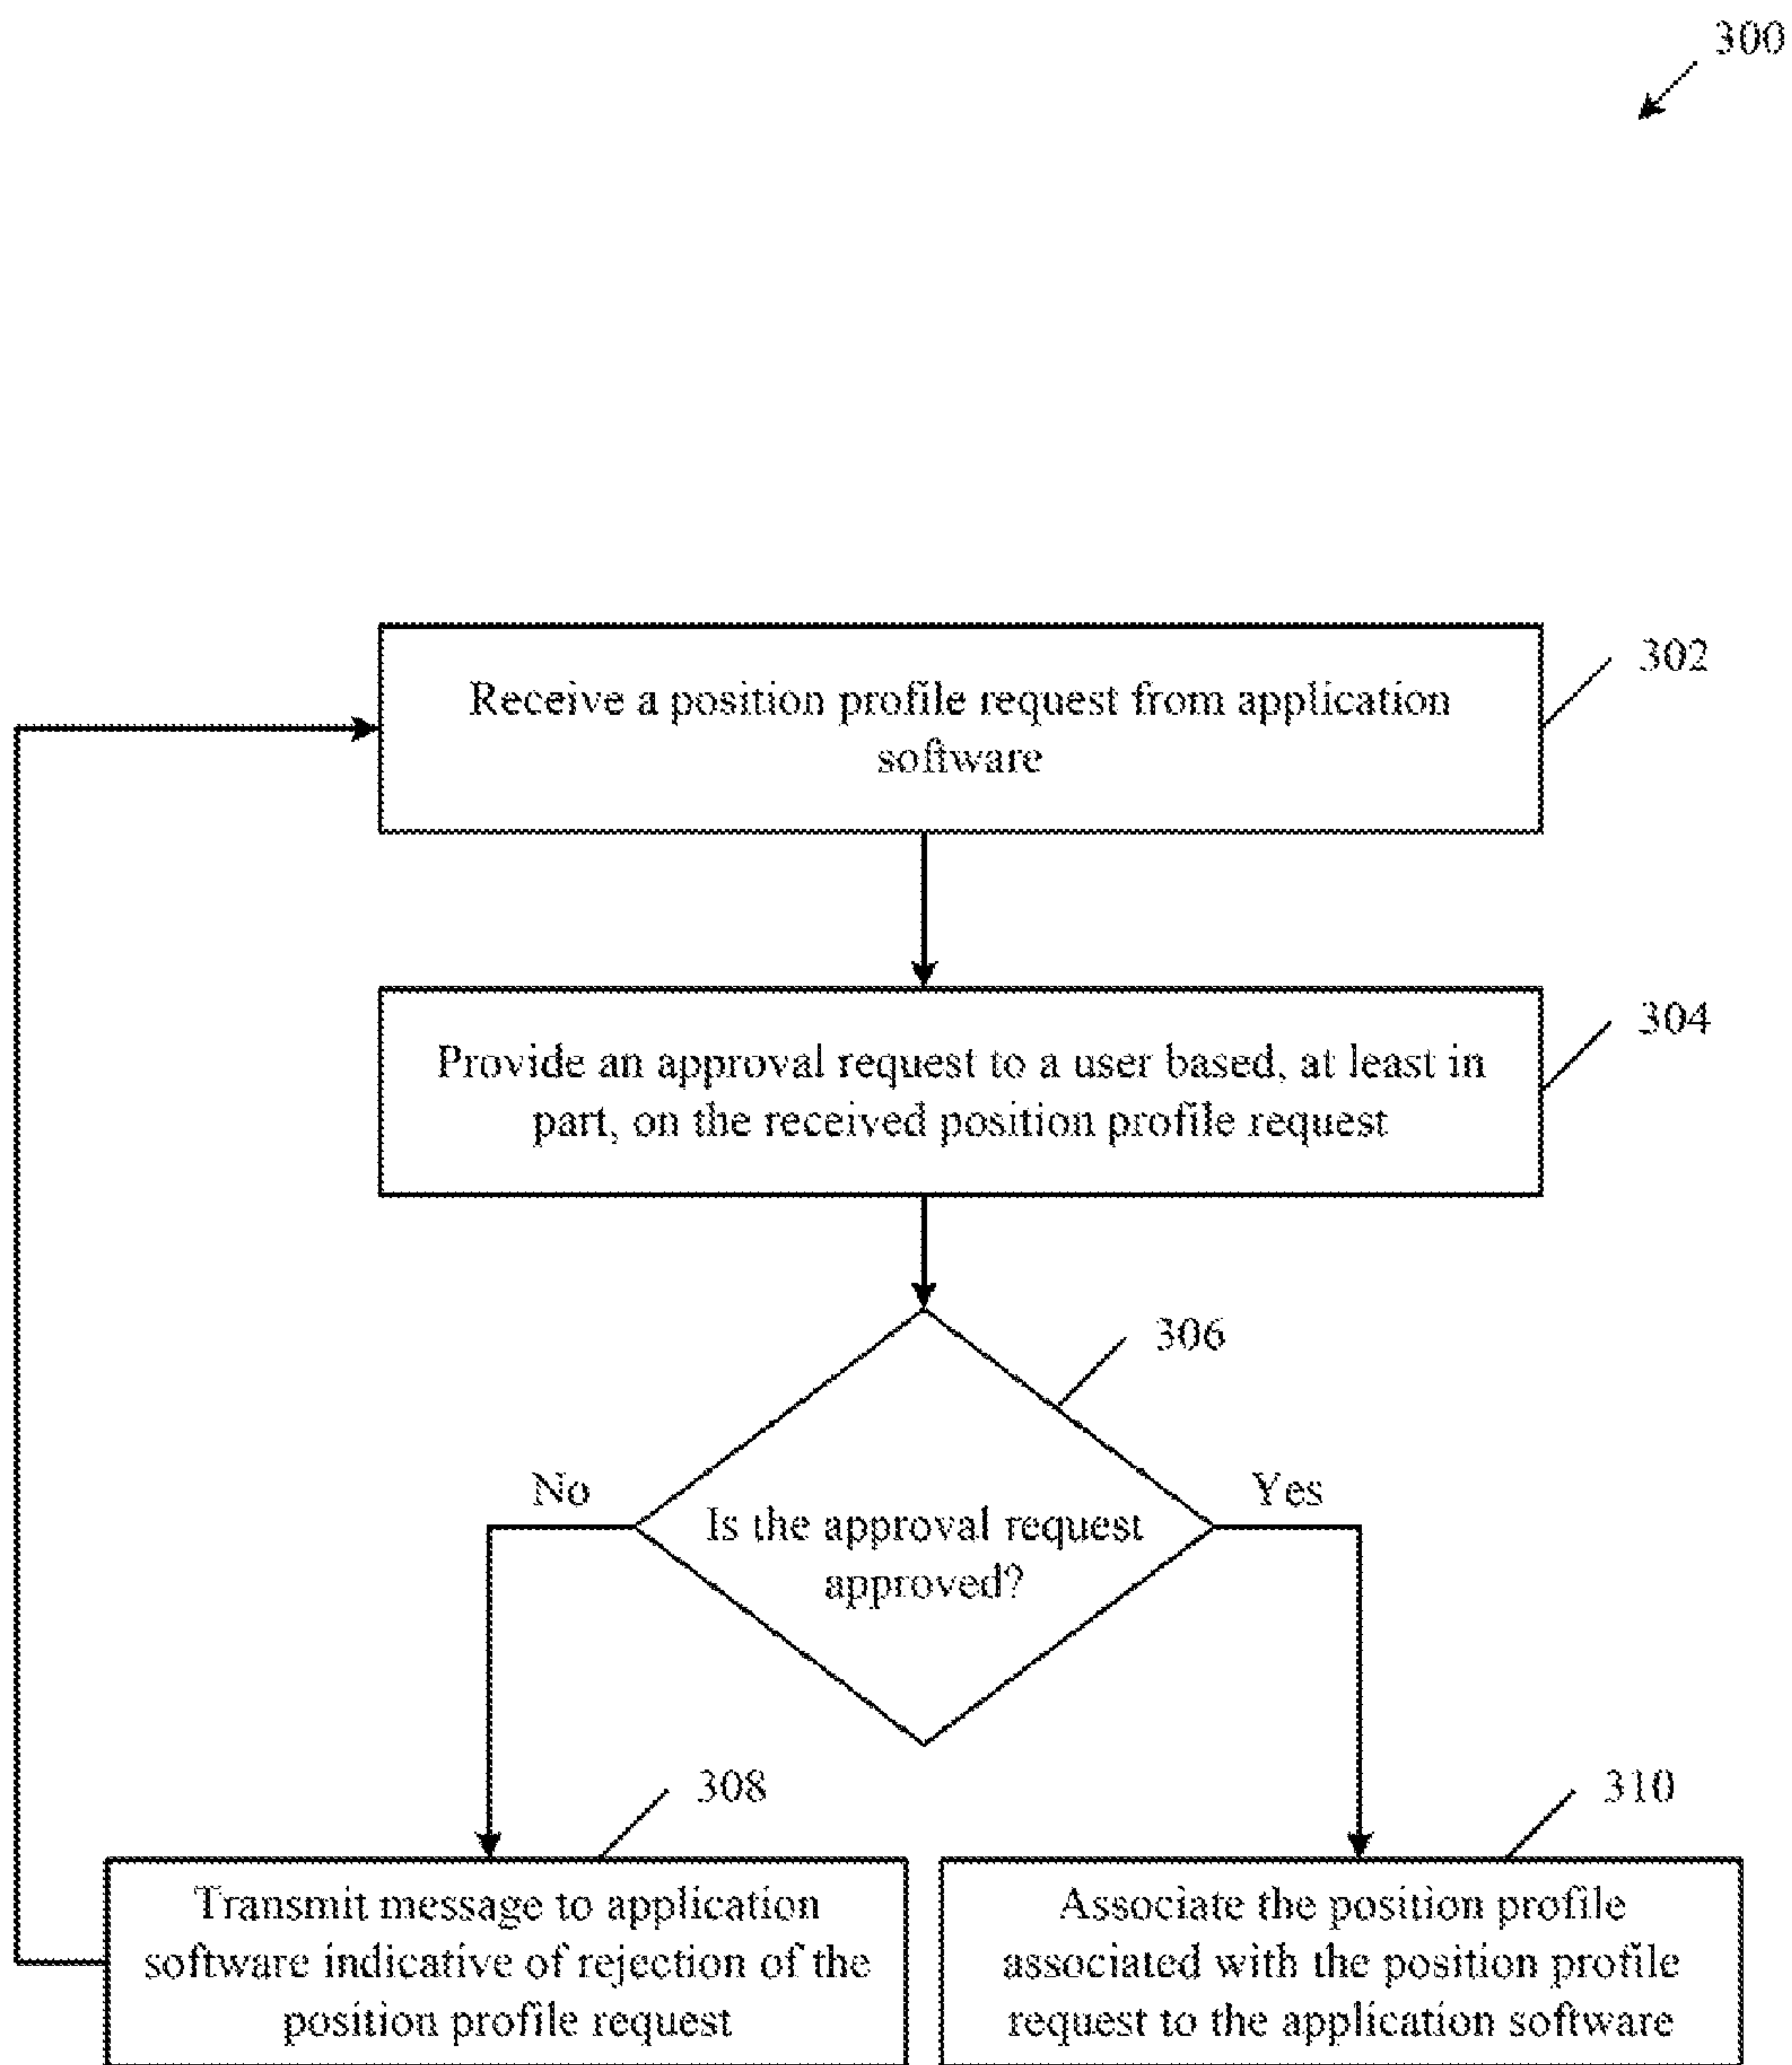 300
Receive a position profile request from application
software
302
Provide an approval request to a user based, at least in
part, on the received position profile request
304
306
No
Yes
Is the approval request
approved?
308
310
Transmit message to application
software indicative of rejection of the
position profile request
Associate the position profile
associated with the position profile
request to the application software